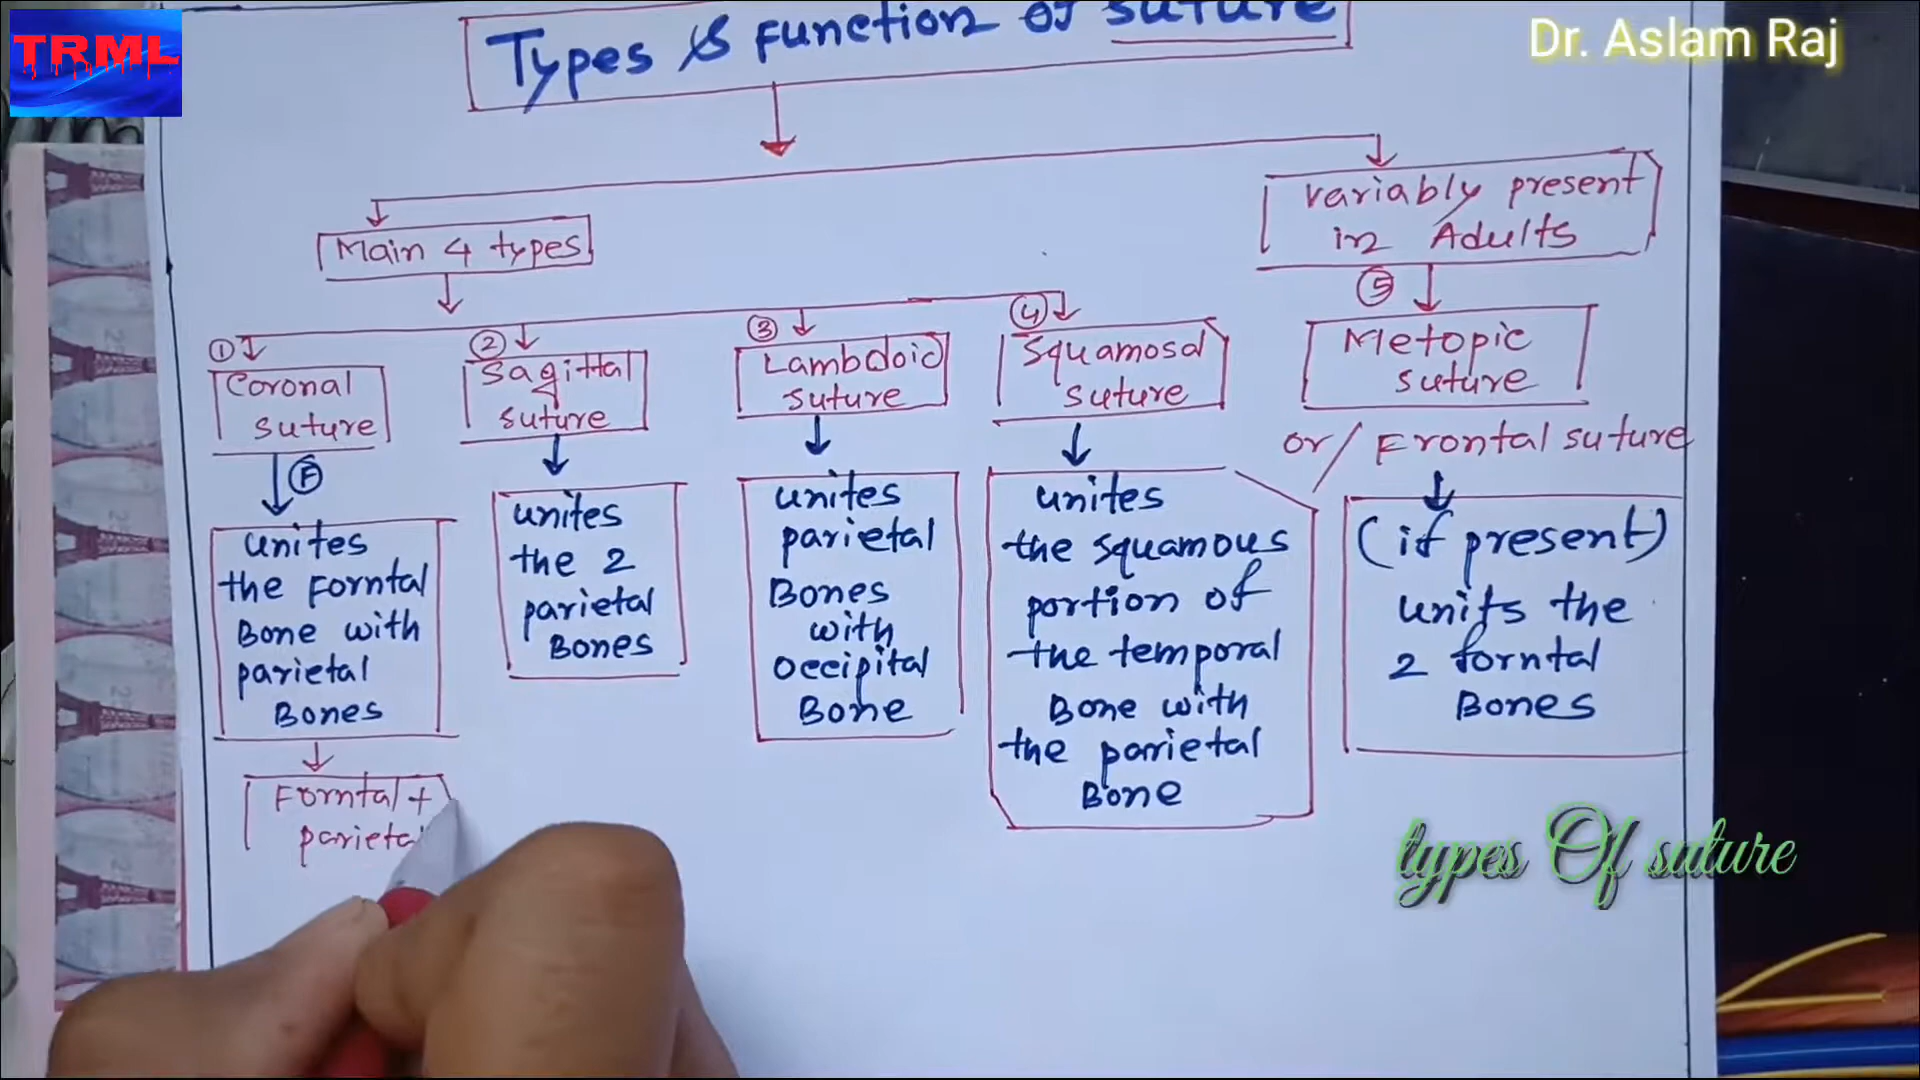 TRML
Types & function of suture
Dr. Aslam Raj
Main 4 types
variably present
in Adults
1
Coronal
suture
2
Sagittal
suture
3
Lambdoid
suture
4
Squamosal
suture
5
Metopic
suture
or / Frontal suture
F
unites
the Forntal
Bone with
parietal
Bones
unites
the 2
parietal
Bones
unites
parietal
Bones
with
occipital
Bone
unites
the squamous
portion of
the temporal
Bone with
the parietal
Bone
(if present)
units the
2 forntal
Bones
Forntal +
parietal
types Of suture